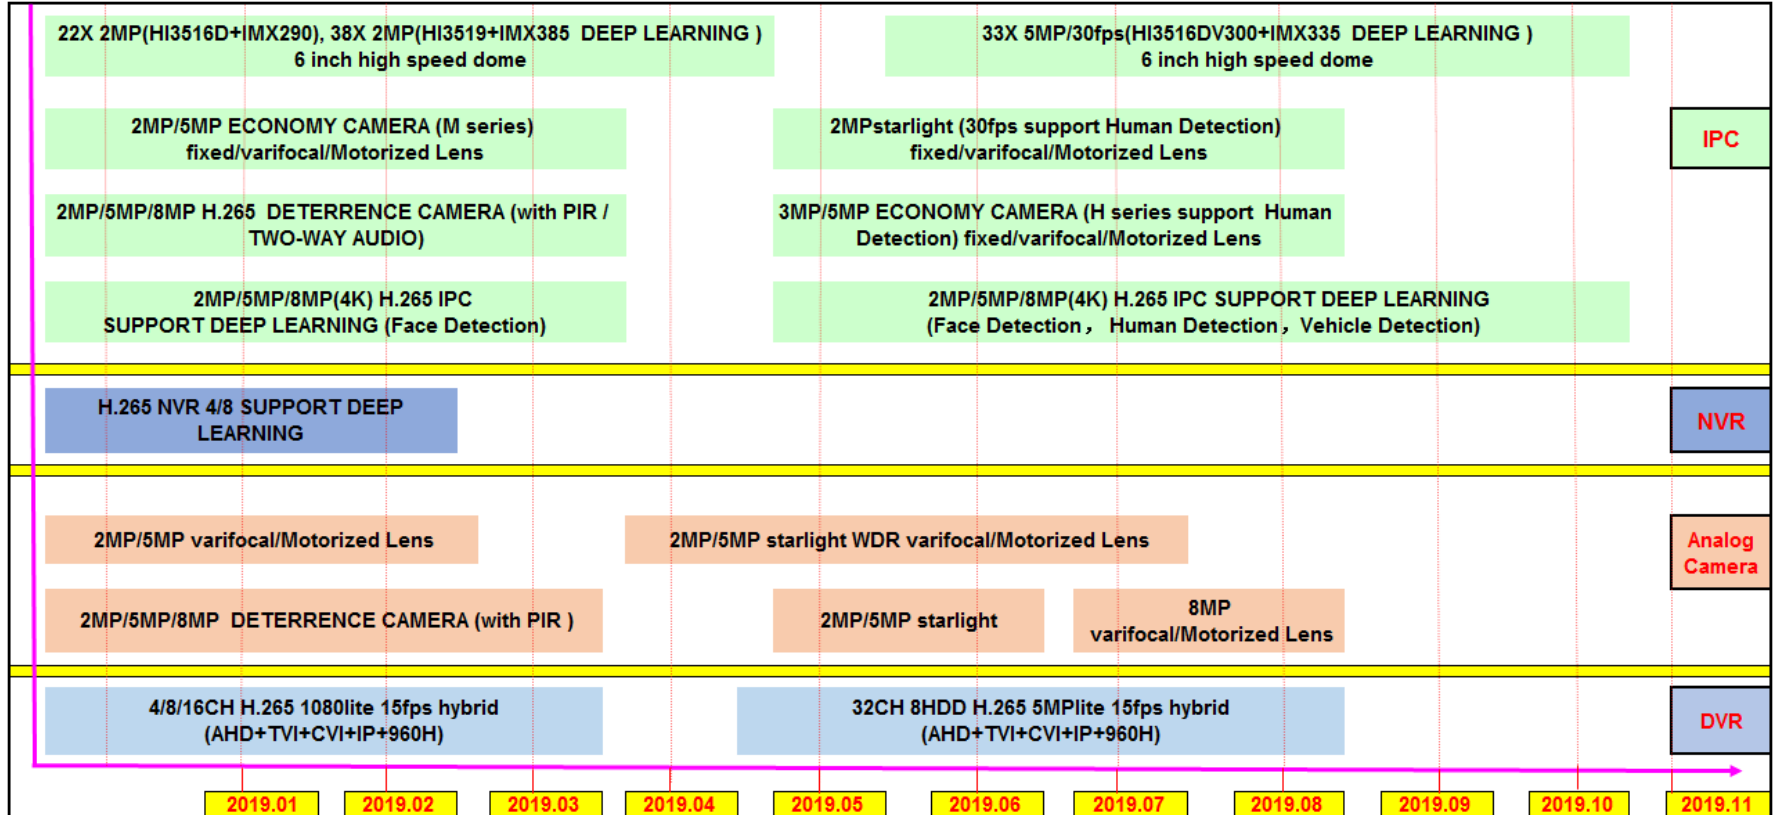 22X 2MP(HI3516D+IMX290), 38X 2MP(HI3519+IMX385 DEEP LEARNING )
6 inch high speed dome
33X 5MP/30fps(HI3516DV300+IMX335 DEEP LEARNING )
6 inch high speed dome
2MP/5MP ECONOMY CAMERA (M series)
fixed/varifocal/Motorized Lens
2MPstarlight (30fps support Human Detection)
fixed/varifocal/Motorized Lens
IPC
2MP/5MP/8MP H.265 DETERRENCE CAMERA (with PIR /
TWO-WAY AUDIO)
3MP/5MP ECONOMY CAMERA (H series support Human
Detection) fixed/varifocal/Motorized Lens
2MP/5MP/8MP(4K) H.265 IPC
SUPPORT DEEP LEARNING (Face Detection)
2MP/5MP/8MP(4K) H.265 IPC SUPPORT DEEP LEARNING
(Face Detection， Human Detection，Vehicle Detection)
H.265 NVR 4/8 SUPPORT DEEP
LEARNING
NVR
2MP/5MP varifocal/Motorized Lens
2MP/5MP starlight WDR varifocal/Motorized Lens
Analog
Camera
2MP/5MP/8MP DETERRENCE CAMERA (with PIR )
2MP/5MP starlight
8MP
varifocal/Motorized Lens
4/8/16CH H.265 1080lite 15fps hybrid
(AHD+TVI+CVI+IP+960H)
32CH 8HDD H.265 5MPlite 15fps hybrid
(AHD+TVI+CVI+IP+960H)
DVR
2019.01
2019.02
2019.03
2019.04
2019.05
2019.06
2019.07
2019.08
2019.09
2019.10
2019.11